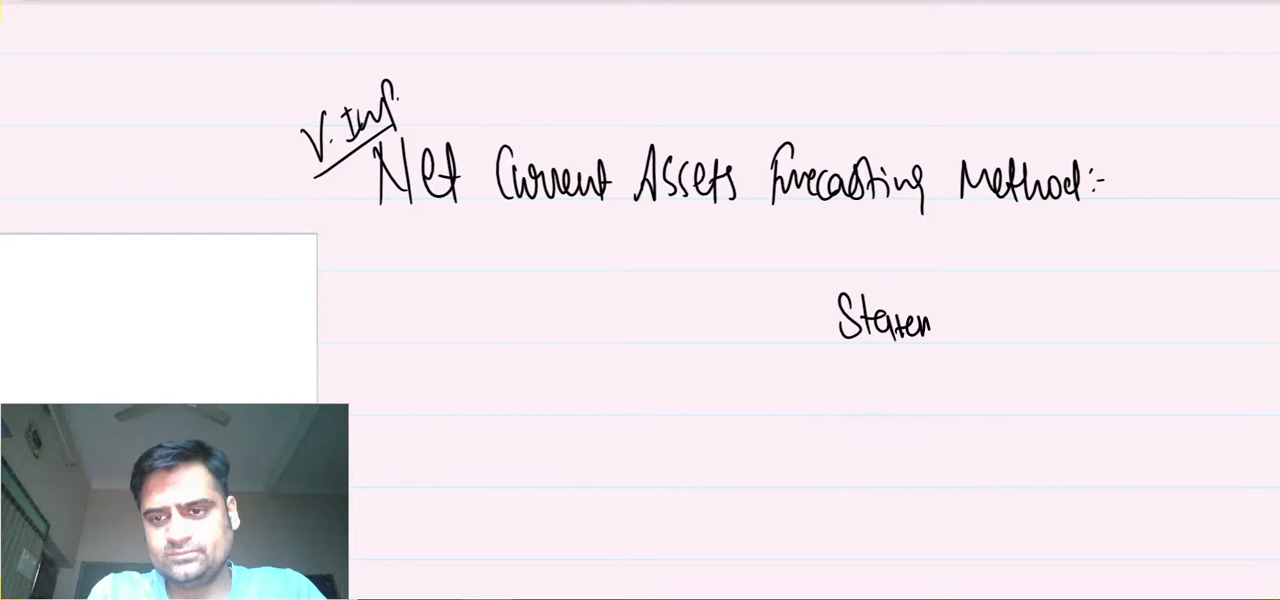 V. Imp.
Net Current Assets Forecasting Method:-
Statem